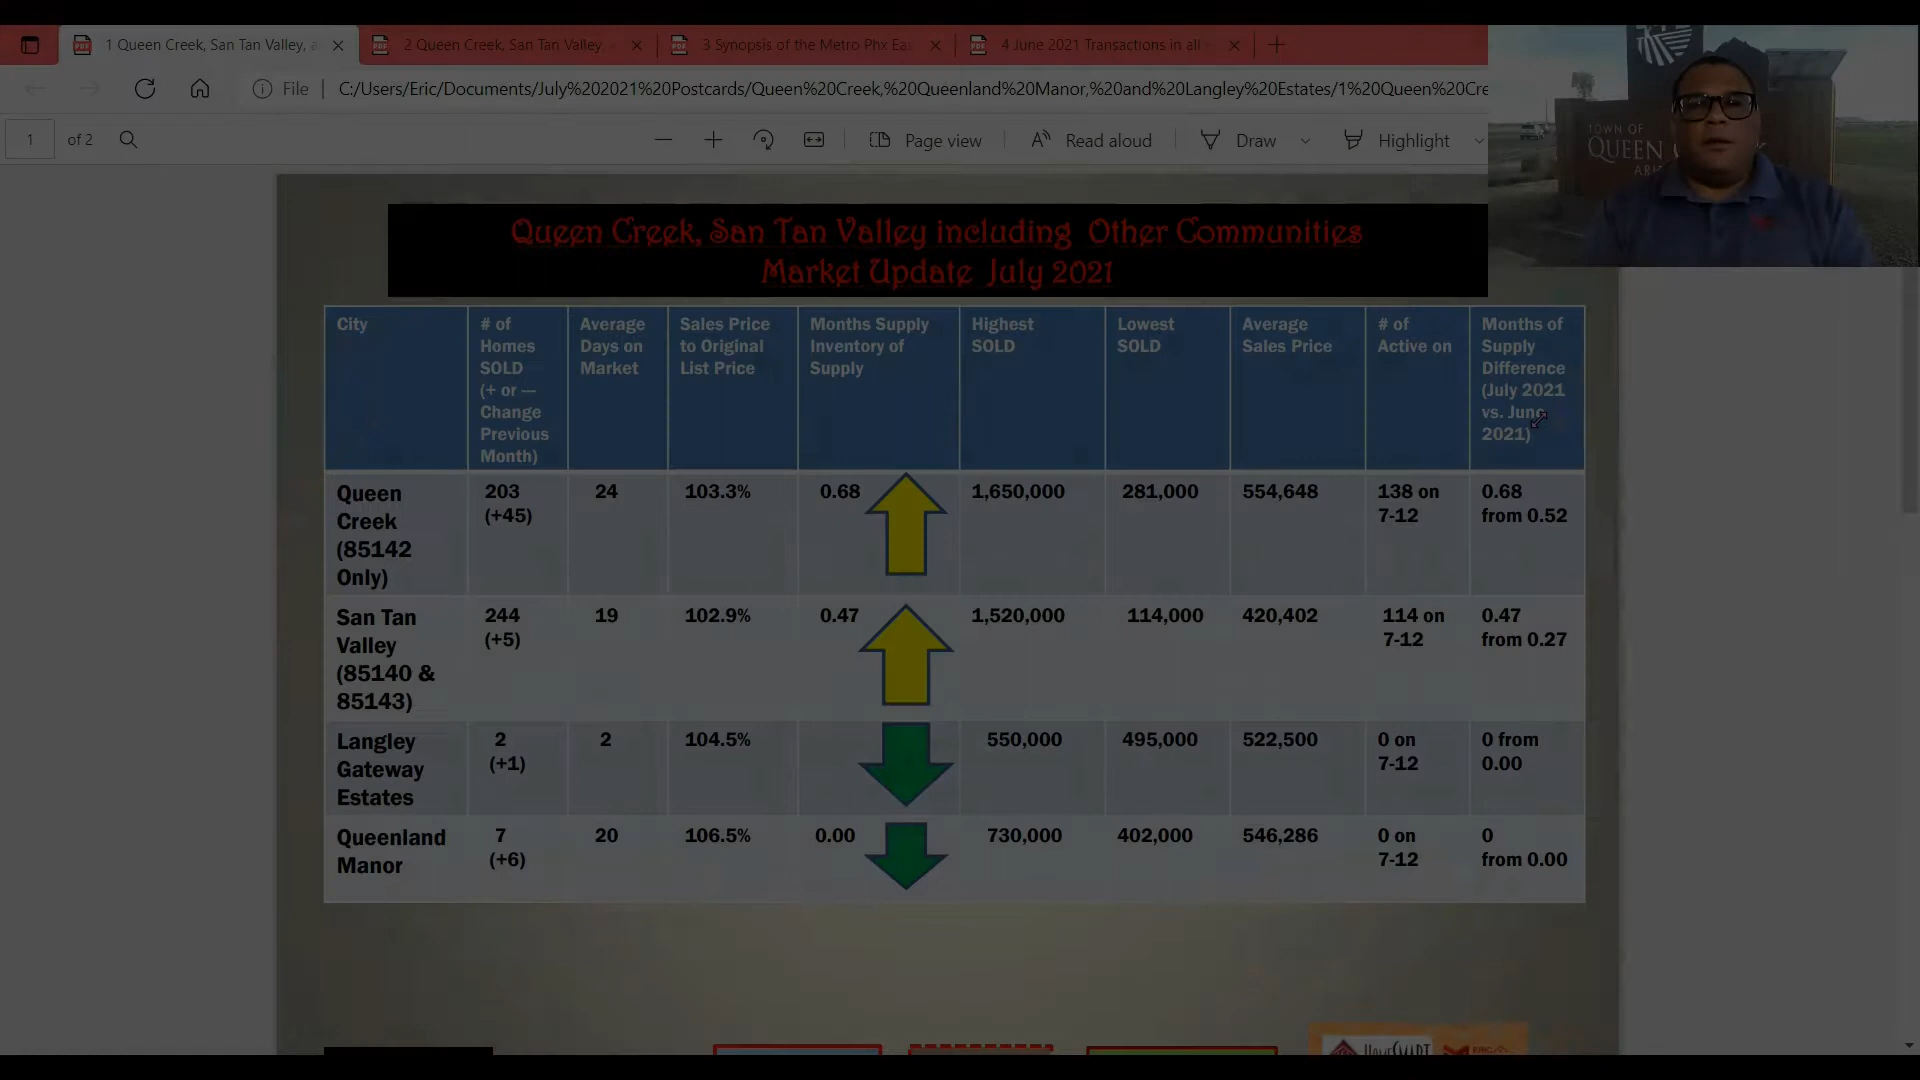 1 Queen Creek, San Tan Valley, a
2 Queen Creek, San Tan Valley,
3 Synopsis of the Metro Phx Eas
4 June 2021 Transactions in all
File
C:/Users/Eric/Documents/July%202021%20Postcards/Queen%20Creek,%20Queenland%20Manor,%20and%20Langley%20Estates/1%20Queen%20Cre
1 of 2
Page view
Read aloud
Draw
Highlight
TOWN OF
QUEEN
Queen Creek, San Tan Valley including Other Communities
Market Update July 2021
City
# of
Homes
SOLD
(+ or —
Change
Previous
Month)
Average
Days on
Market
Sales Price
to Original
List Price
Months Supply
Inventory of
Supply
Highest
SOLD
Lowest
SOLD
Average
Sales Price
# of
Active on
Months of
Supply
Difference
(July 2021
vs. June
2021)
Queen
Creek
(85142
Only)
203
(+45)
24
103.3%
0.68
1,650,000
281,000
554,648
138 on
7-12
0.68
from 0.52
San Tan
Valley
(85140 &
85143)
244
(+5)
19
102.9%
0.47
1,520,000
114,000
420,402
114 on
7-12
0.47
from 0.27
Langley
Gateway
Estates
2
(+1)
2
104.5%
550,000
495,000
522,500
0 on
7-12
0 from
0.00
Queenland
Manor
7
(+6)
20
106.5%
0.00
730,000
402,000
546,286
0 on
7-12
0
from 0.00
HomeSmart
ERIC